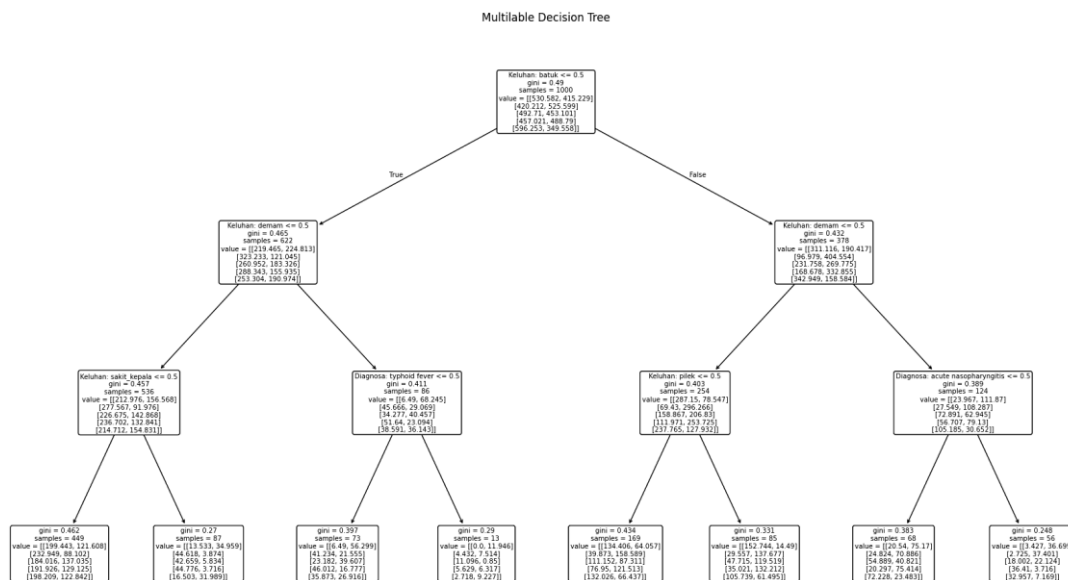 Multilable Decision Tree
Keluhan: batuk <= 0.5
gini = 0.49
samples = 1000
value = [[530.582, 415.229]
[420.212, 525.599]
[492.71, 453.101]
[457.021, 488.79]
[596.253, 349.558]]
True
False
Keluhan: demam <= 0.5
gini = 0.465
samples = 622
value = [[219.465, 224.813]
[323.233, 121.045]
[260.952, 183.326]
[288.343, 155.935]
[253.304, 190.974]]
Keluhan: demam <= 0.5
gini = 0.432
samples = 378
value = [[311.116, 190.417]
[96.979, 404.554]
[231.758, 269.775]
[168.678, 332.855]
[342.949, 158.584]]
Keluhan: sakit_kepala <= 0.5
gini = 0.457
samples = 536
value = [[212.976, 156.568]
[277.567, 91.976]
[226.675, 142.868]
[236.702, 132.841]
[214.712, 154.831]]
Diagnosa: typhoid fever <= 0.5
gini = 0.411
samples = 86
value = [[6.49, 68.245]
[45.666, 29.069]
[34.277, 40.457]
[51.64, 23.094]
[38.591, 36.143]]
Keluhan: pilek <= 0.5
gini = 0.403
samples = 254
value = [[287.15, 78.547]
[69.43, 296.266]
[158.867, 206.83]
[111.971, 253.725]
[237.765, 127.932]]
Diagnosa: acute nasopharyngitis <= 0.5
gini = 0.389
samples = 124
value = [[23.967, 111.87]
[27.549, 108.287]
[72.891, 62.945]
[56.707, 79.13]
[105.185, 30.652]]
gini = 0.462
samples = 449
value = [[199.443, 121.608]
[232.949, 88.102]
[184.016, 137.035]
[191.926, 129.125]
[198.209, 122.842]]
gini = 0.27
samples = 87
value = [[13.533, 34.959]
[44.618, 3.874]
[42.659, 5.834]
[44.776, 3.716]
[16.503, 31.989]]
gini = 0.397
samples = 73
value = [[6.49, 56.299]
[41.234, 21.555]
[23.182, 39.607]
[46.012, 16.777]
[35.873, 26.916]]
gini = 0.29
samples = 13
value = [[0.0, 11.946]
[4.432, 7.514]
[11.096, 0.85]
[5.629, 6.317]
[2.718, 9.227]]
gini = 0.434
samples = 169
value = [[134.406, 64.057]
[39.873, 158.589]
[111.152, 87.311]
[76.95, 121.513]
[132.026, 66.437]]
gini = 0.331
samples = 85
value = [[152.744, 14.49]
[29.557, 137.677]
[47.715, 119.519]
[35.021, 132.212]
[105.739, 61.495]]
gini = 0.383
samples = 68
value = [[20.54, 75.17]
[24.824, 70.886]
[54.889, 40.821]
[20.297, 75.414]
[72.228, 23.483]]
gini = 0.248
samples = 56
value = [[3.427, 36.699]
[2.725, 37.401]
[18.002, 22.124]
[36.41, 3.716]
[32.957, 7.169]]